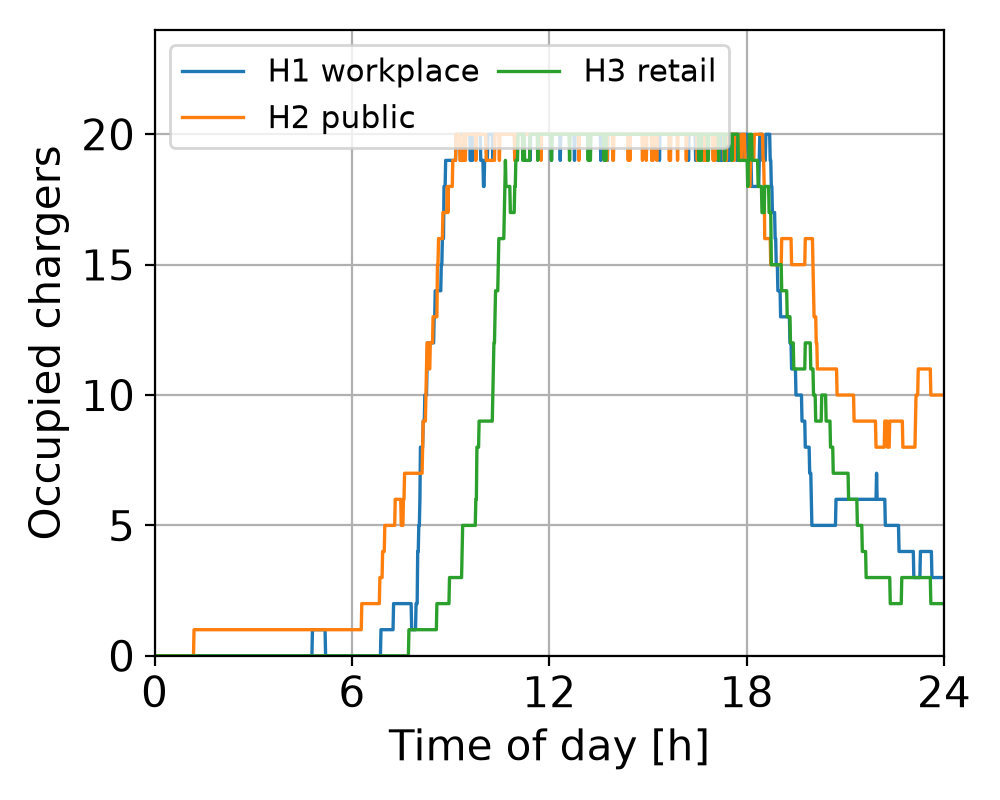 H1 workplace
H3 retail
H2 public
Occupied chargers
20
15
10
5
0
0
6
12
18
24
Time of day [h]